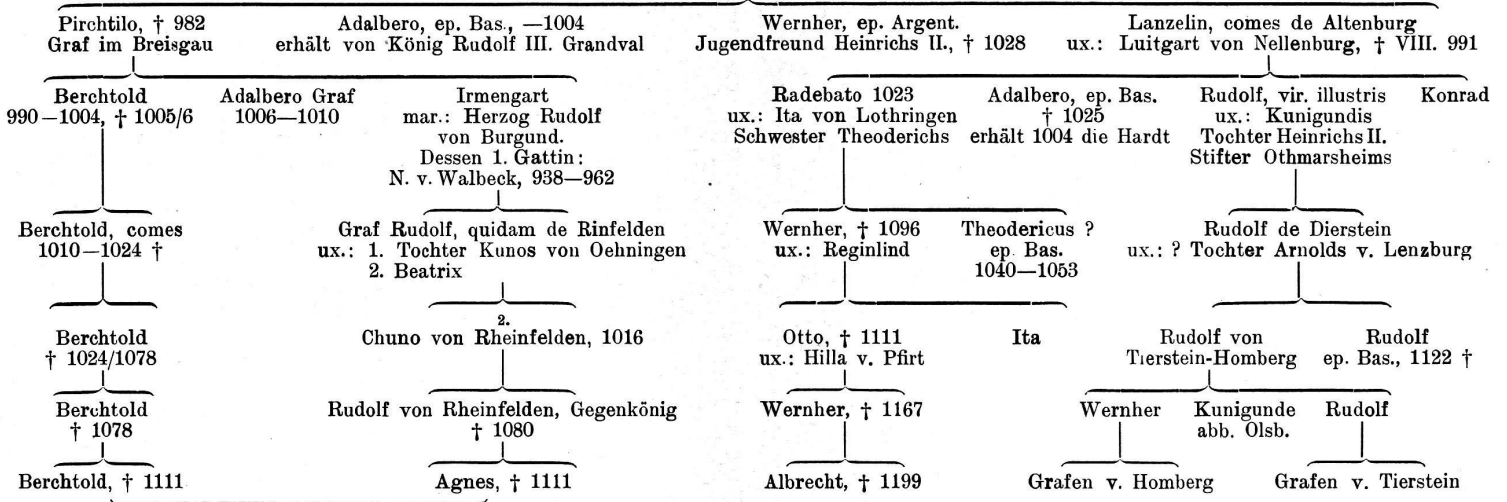 Pirchtilo, † 982
Graf im Breisgau
Adalbero, ep. Bas., —1004
erhält von König Rudolf III. Grandval
Wernher, ep. Argent.
Jugendfreund Heinrichs II., † 1028
Lanzelin, comes de Altenburg
ux.: Luitgart von Nellenburg, † VIII. 991
Berchtold
990—1004, † 1005/6
Adalbero Graf
1006—1010
Irmengart
mar.: Herzog Rudolf
von Burgund.
Dessen 1. Gattin:
N. v. Walbeck, 938—962
Radebato 1023
ux.: Ita von Lothringen
Schwester Theoderichs
Adalbero, ep. Bas.
† 1025
erhält 1004 die Hardt
Rudolf, vir. illustris
ux.: Kunigundis
Tochter Heinrichs II.
Stifter Othmarsheims
Konrad
Berchtold, comes
1010—1024 †
Graf Rudolf, quidam de Rinfelden
ux.: 1. Tochter Kunos von Oehningen
2. Beatrix
Wernher, † 1096
ux.: Reginlind
Theodericus ?
ep. Bas.
1040—1053
Rudolf de Dierstein
ux.: ? Tochter Arnolds v. Lenzburg
Berchtold
† 1024/1078
2.
Chuno von Rheinfelden, 1016
Otto, † 1111
ux.: Hilla v. Pfirt
Ita
Rudolf von
Tierstein-Homberg
Rudolf
ep. Bas., 1122 †
Berchtold
† 1078
Rudolf von Rheinfelden, Gegenkönig
† 1080
Wernher, † 1167
Wernher
Kunigunde
abb. Olsb.
Rudolf
Berchtold, † 1111
Agnes, † 1111
Albrecht, † 1199
Grafen v. Homberg
Grafen v. Tierstein